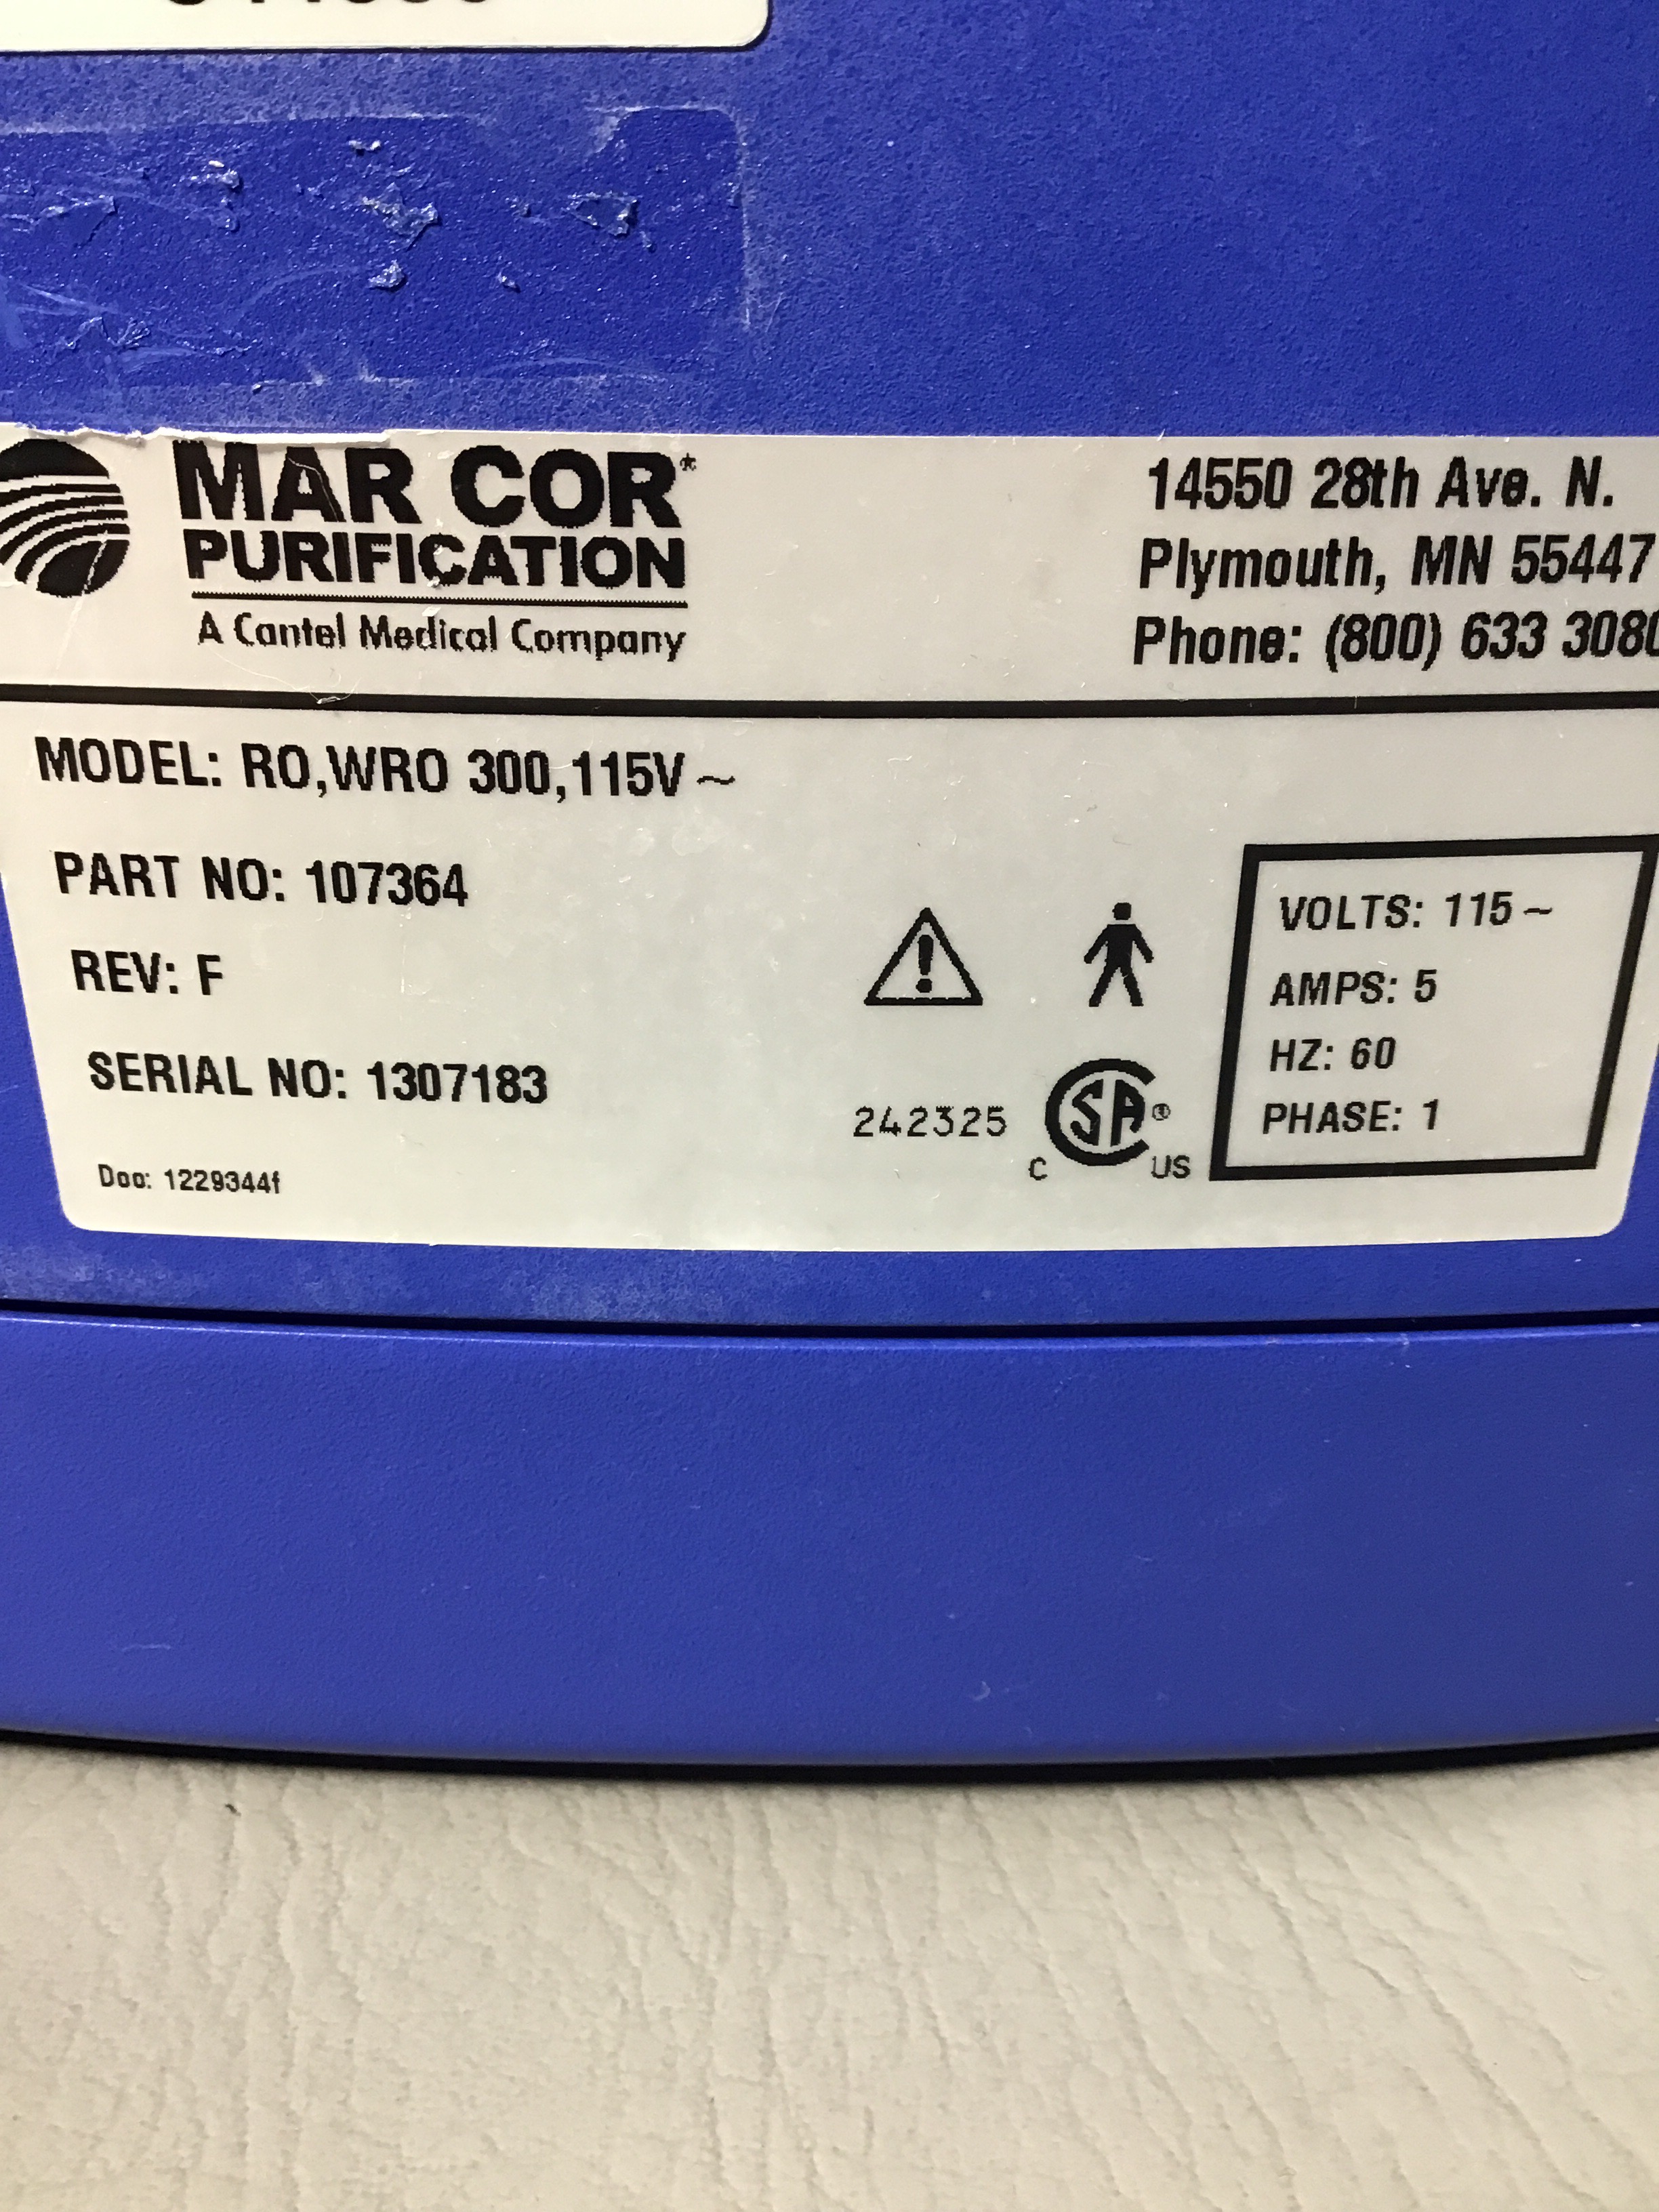 MAR COR*
PURIFICATION
A Cantel Medical Company
14550 28th Ave. N.
Plymouth, MN 55447
Phone: (800) 633 3080
MODEL: RO,WRO 300,115V ~
PART NO: 107364
REV: F
SERIAL NO: 1307183
Doc: 1229344f
242325
CSA®
C US
VOLTS: 115 ~
AMPS: 5
HZ: 60
PHASE: 1